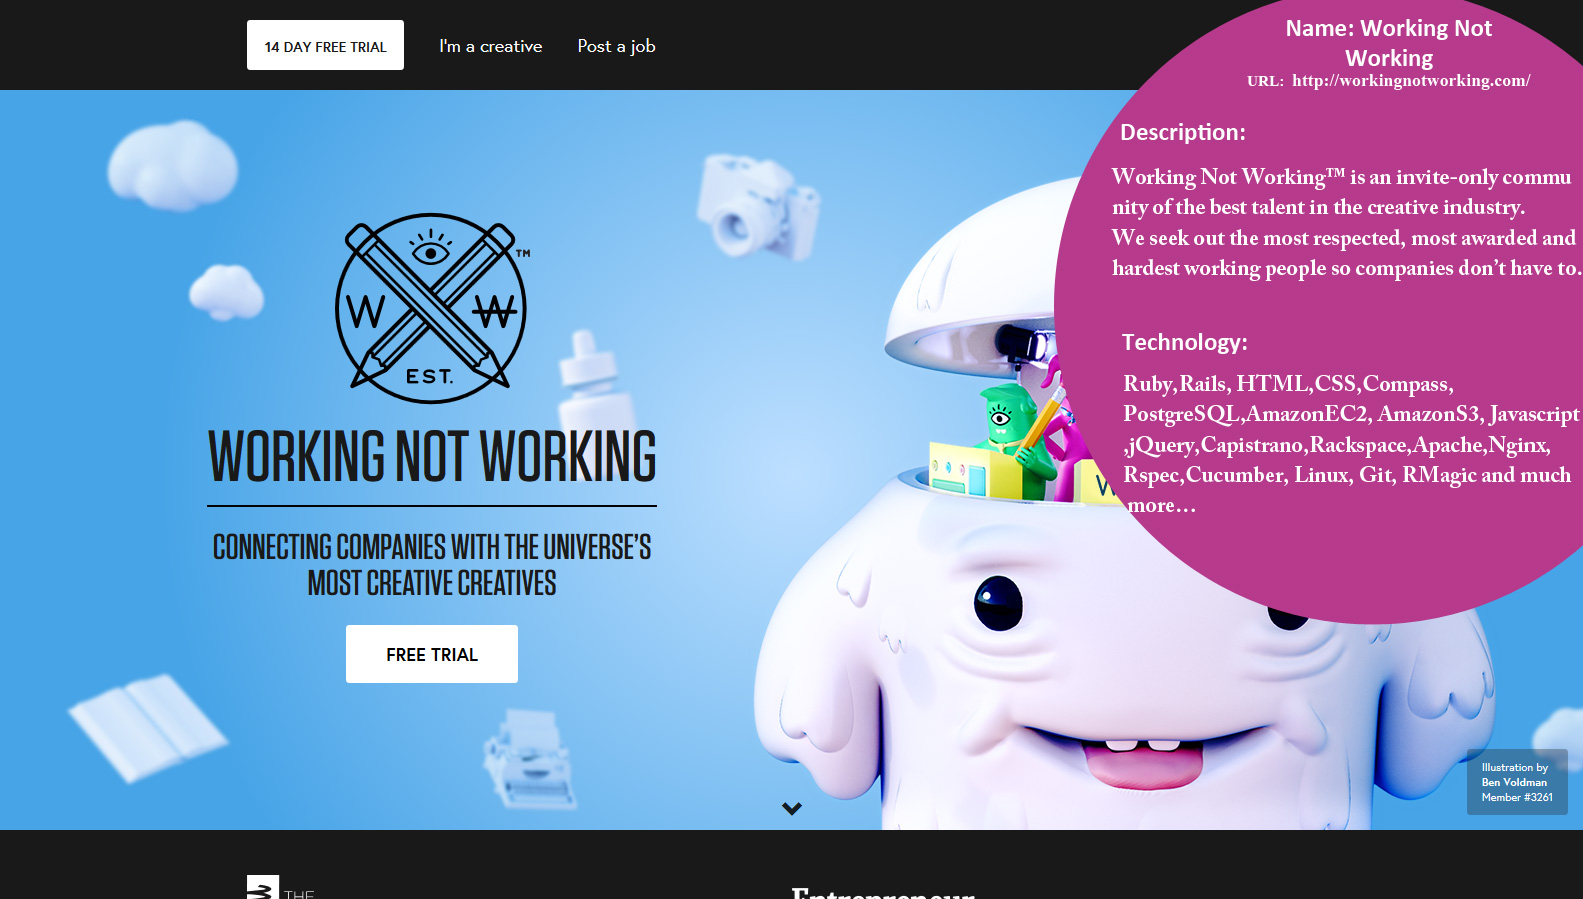 14 DAY FREE TRIAL
I'm a creative
Post a job
TM
W W
EST.
WORKING NOT WORKING
CONNECTING COMPANIES WITH THE UNIVERSE'S
MOST CREATIVE CREATIVES
FREE TRIAL
Name: Working Not
Working
URL: http://workingnotworking.com/
Description:
Working Not Working™ is an invite-only commu
nity of the best talent in the creative industry.
We seek out the most respected, most awarded and
hardest working people so companies don't have to.
Technology:
Ruby,Rails, HTML,CSS,Compass,
PostgreSQL,AmazonEC2, AmazonS3, Javascript
,jQuery,Capistrano,Rackspace,Apache,Nginx,
Rspec,Cucumber, Linux, Git, RMagic and much
more…
W
Illustration by
Ben Voldman
Member #3261
THE
Entrepreneur